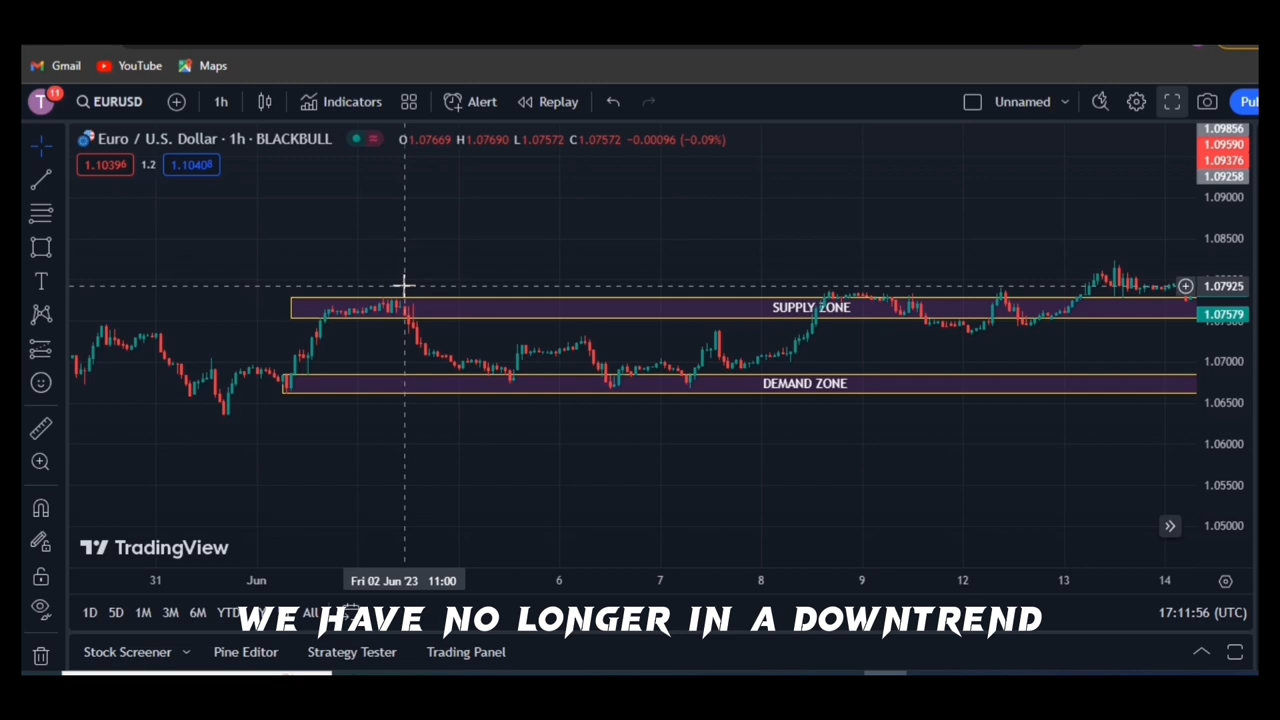 Gmail YouTube Maps
T 11 EURUSD 1h Indicators Alert Replay Unnamed
Euro / U.S. Dollar · 1h · BLACKBULL O1.07669 H1.07690 L1.07572 C1.07572 −0.00096 (−0.09%)
1.10396 1.2 1.10408
1.09856
1.09590
1.09376
1.09258
1.09000
1.08500
1.07925
SUPPLY ZONE
1.07579
1.07000
DEMAND ZONE
1.06500
1.06000
1.05500
1.05000
TradingView
31 Jun Fri 02 Jun '23 11:00 6 7 8 9 12 13 14
1D 5D 1M 3M 6M YTD All 17:11:56 (UTC)
WE HAVE NO LONGER IN A DOWNTREND
Stock Screener Pine Editor Strategy Tester Trading Panel